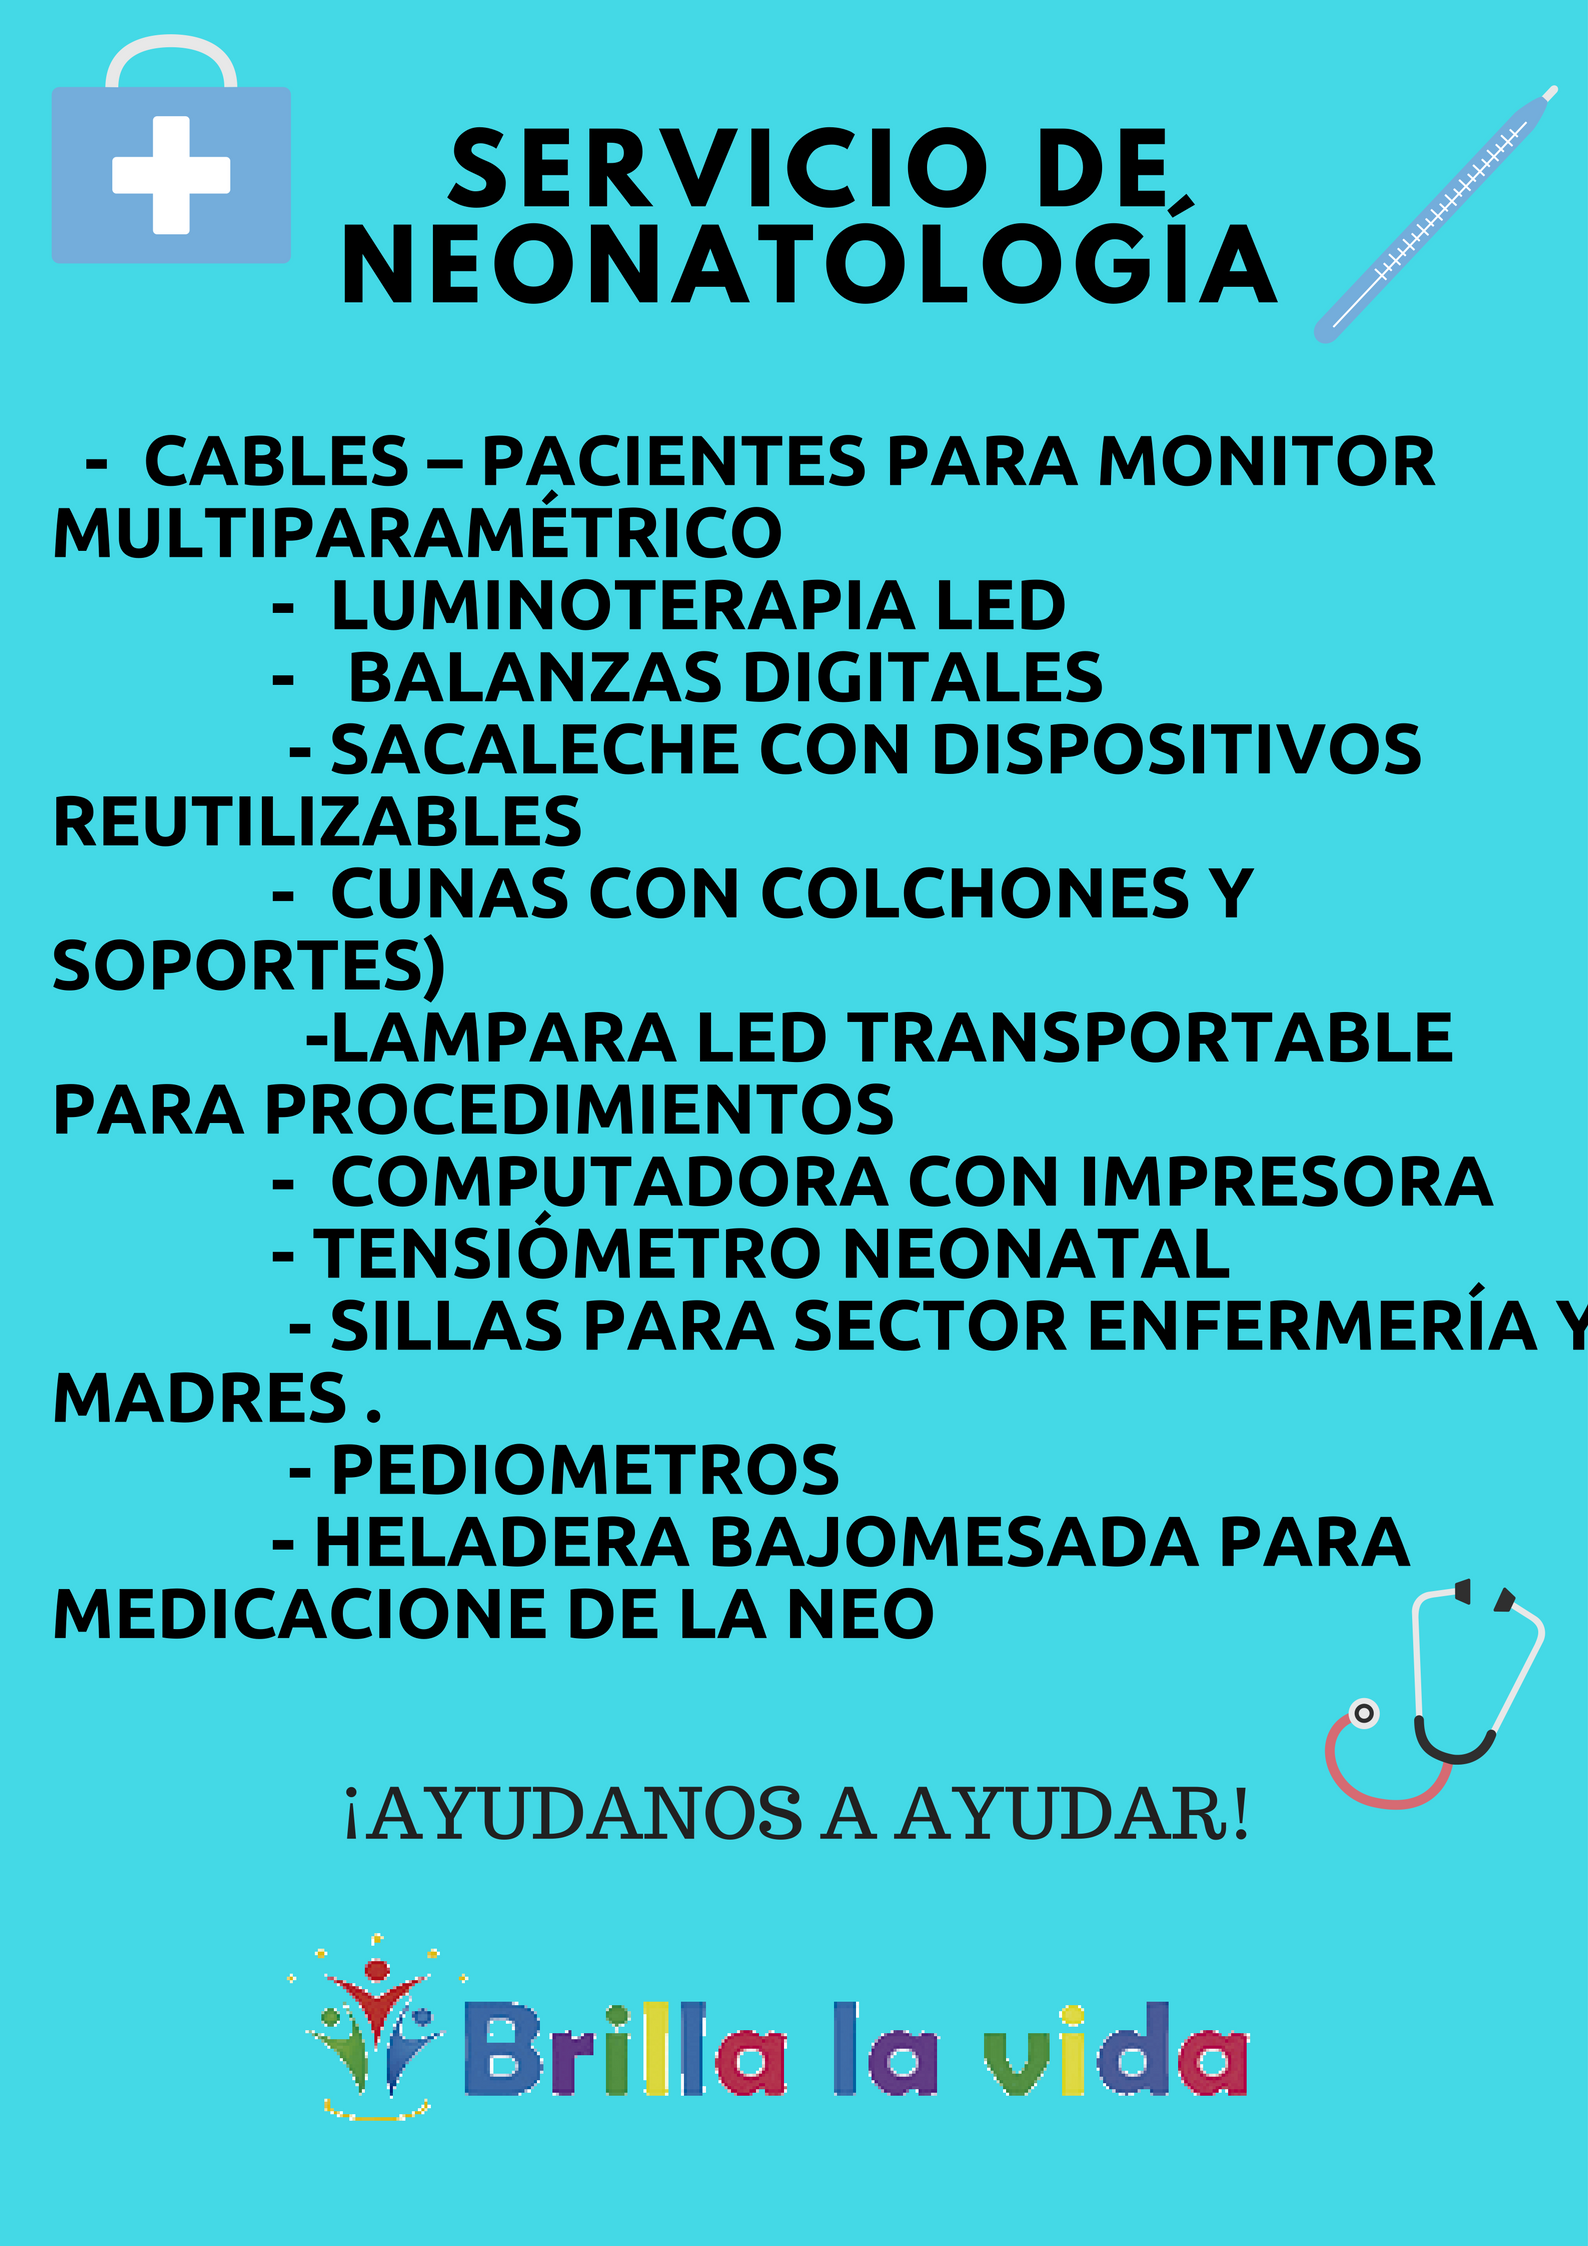 SERVICIO DE
NEONATOLOGÍA
- CABLES – PACIENTES PARA MONITOR
MULTIPARAMÉTRICO
- LUMINOTERAPIA LED
- BALANZAS DIGITALES
- SACALECHE CON DISPOSITIVOS
REUTILIZABLES
- CUNAS CON COLCHONES Y
SOPORTES)
-LAMPARA LED TRANSPORTABLE
PARA PROCEDIMIENTOS
- COMPUTADORA CON IMPRESORA
- TENSIÓMETRO NEONATAL
- SILLAS PARA SECTOR ENFERMERÍA Y
MADRES .
- PEDIOMETROS
- HELADERA BAJOMESADA PARA
MEDICACIONE DE LA NEO
¡AYUDANOS A AYUDAR!
Brilla la vida